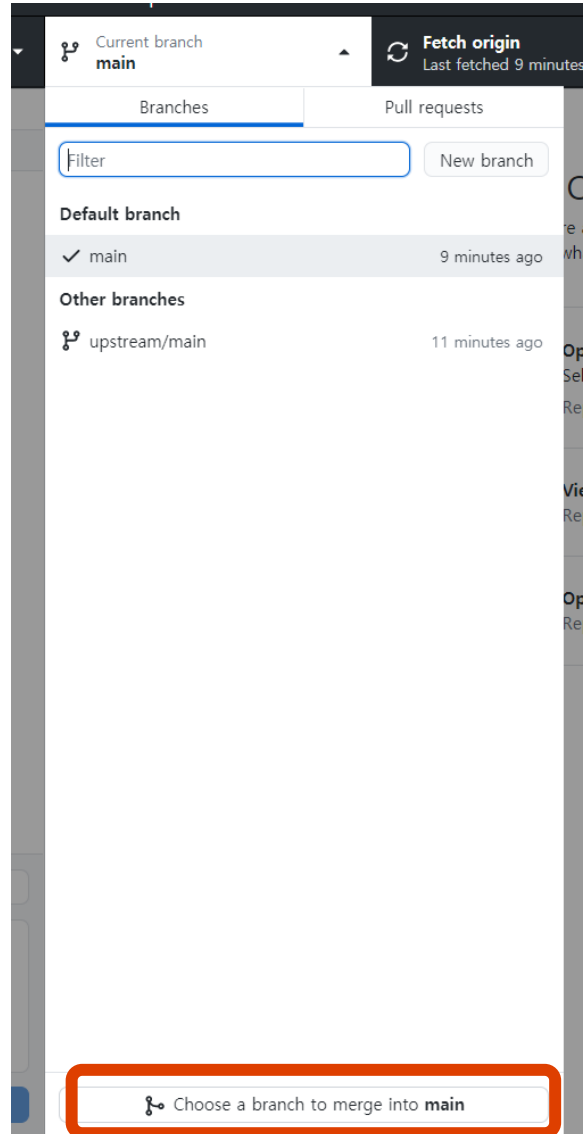 Current branch
main
Fetch origin
Last fetched 9 minutes
Branches
Pull requests
Filter
New branch
Default branch
main
9 minutes ago
Other branches
upstream/main
11 minutes ago
Choose a branch to merge into main